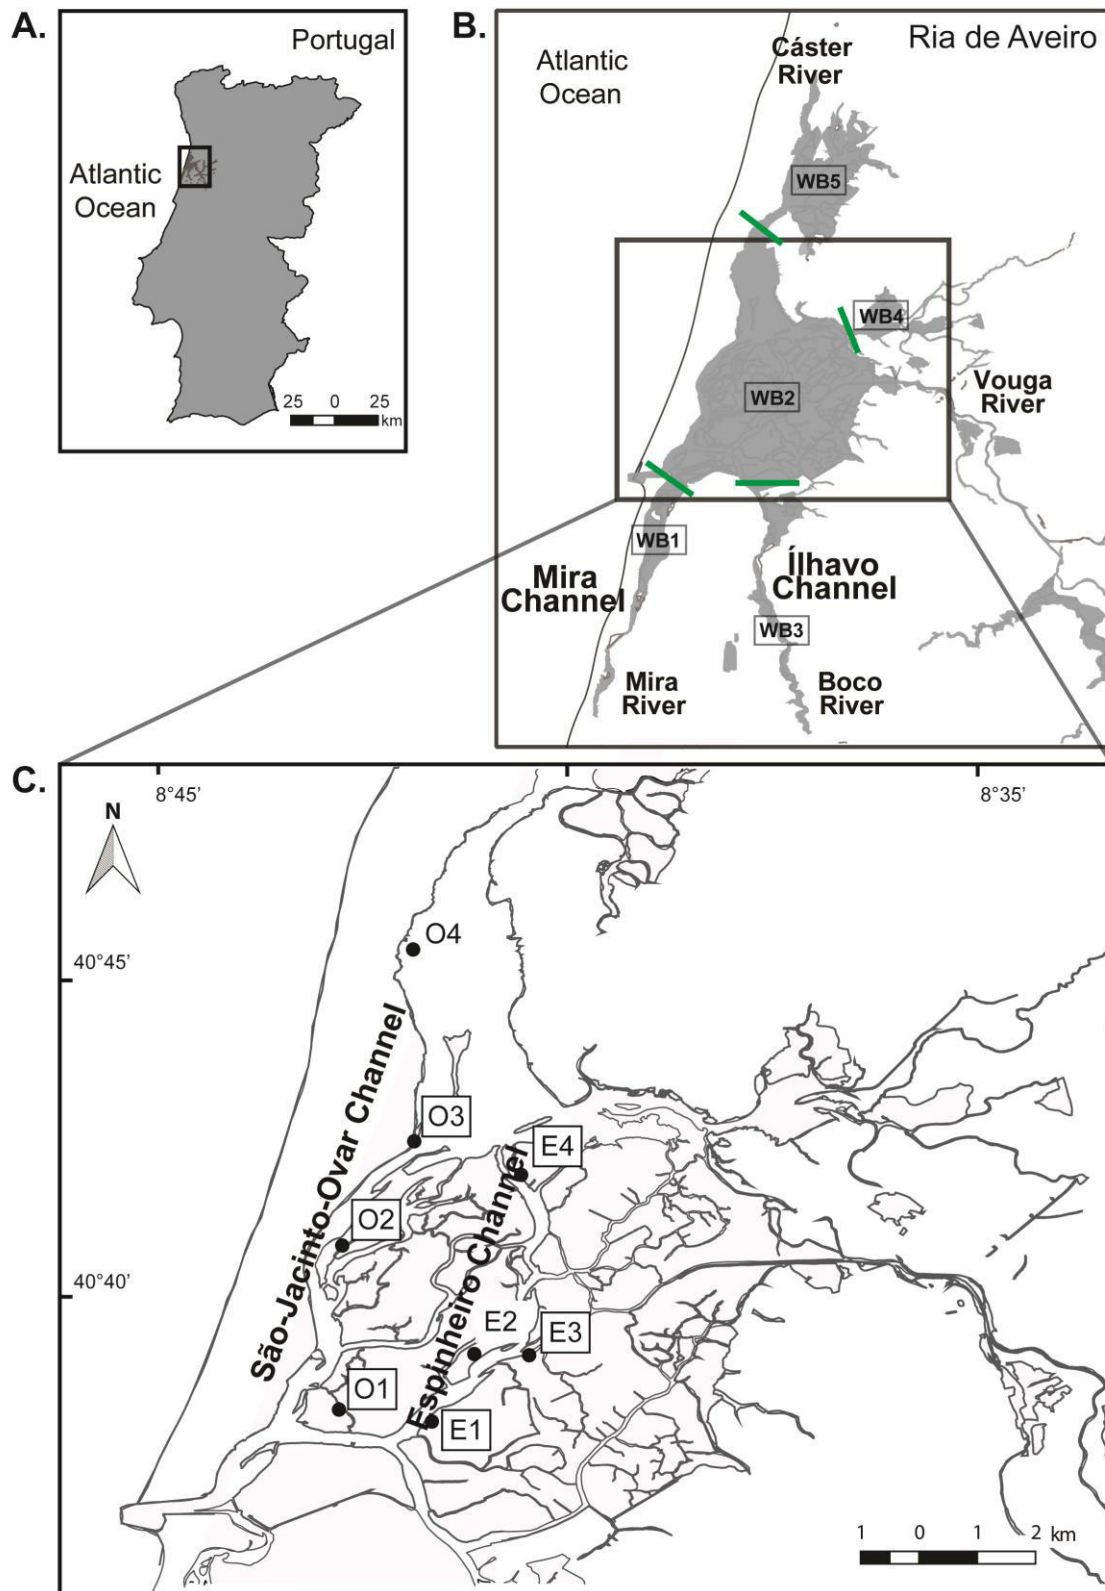 A.
Portugal
Atlantic
Ocean
25 0 25
km
B.
Ria de Aveiro
Atlantic
Ocean
Cáster
River
WB5
WB4
WB2
Vouga
River
WB1
Mira
Channel
Ílhavo
Channel
WB3
Mira
River
Boco
River
C.
8°45' 8°35'
N
O4
40°45'
São-Jacinto-Ovar Channel
O3
E4
Espinheiro Channel
O2
40°40'
E2
E3
O1
E1
1 0 1 2 km